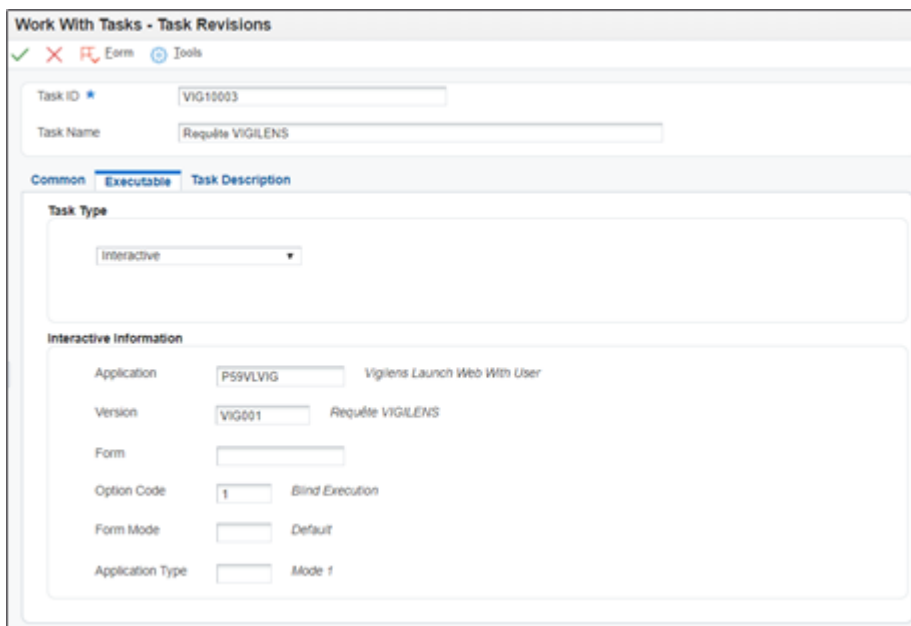 Work With Tasks - Task Revisions
Form Tools
Task ID * VIG10003
Task Name Requête VIGILENS
Common Executable Task Description
Task Type
Interactive
Interactive Information
Application P59VLVIG Vigilens Launch Web With User
Version VIG001 Requête VIGILENS
Form
Option Code 1 Blind Execution
Form Mode Default
Application Type Mode 1